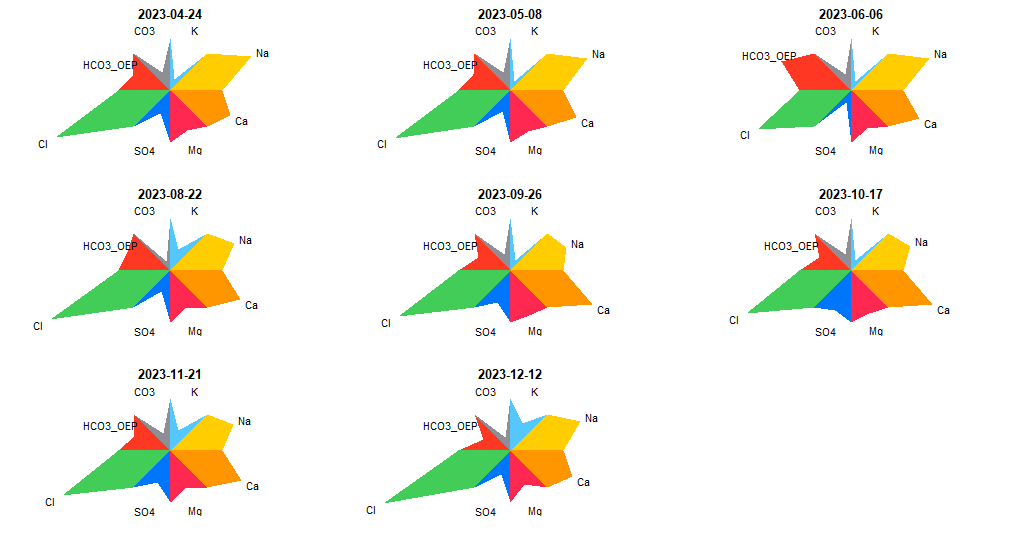 2023-04-24
CO3 K
HCO3_OEP Na
Ca
Cl
SO4 Mg
2023-05-08
CO3 K
HCO3_OEP Na
Ca
Cl
SO4 Mg
2023-06-06
CO3 K
HCO3_OEP Na
Ca
Cl
SO4 Mg
2023-08-22
CO3 K
HCO3_OEP Na
Ca
Cl
SO4 Mg
2023-09-26
CO3 K
HCO3_OEP Na
Ca
Cl
SO4 Mg
2023-10-17
CO3 K
HCO3_OEP Na
Ca
Cl
SO4 Mg
2023-11-21
CO3 K
HCO3_OEP Na
Ca
Cl
SO4 Mg
2023-12-12
CO3 K
HCO3_OEP Na
Ca
Cl
SO4 Mg